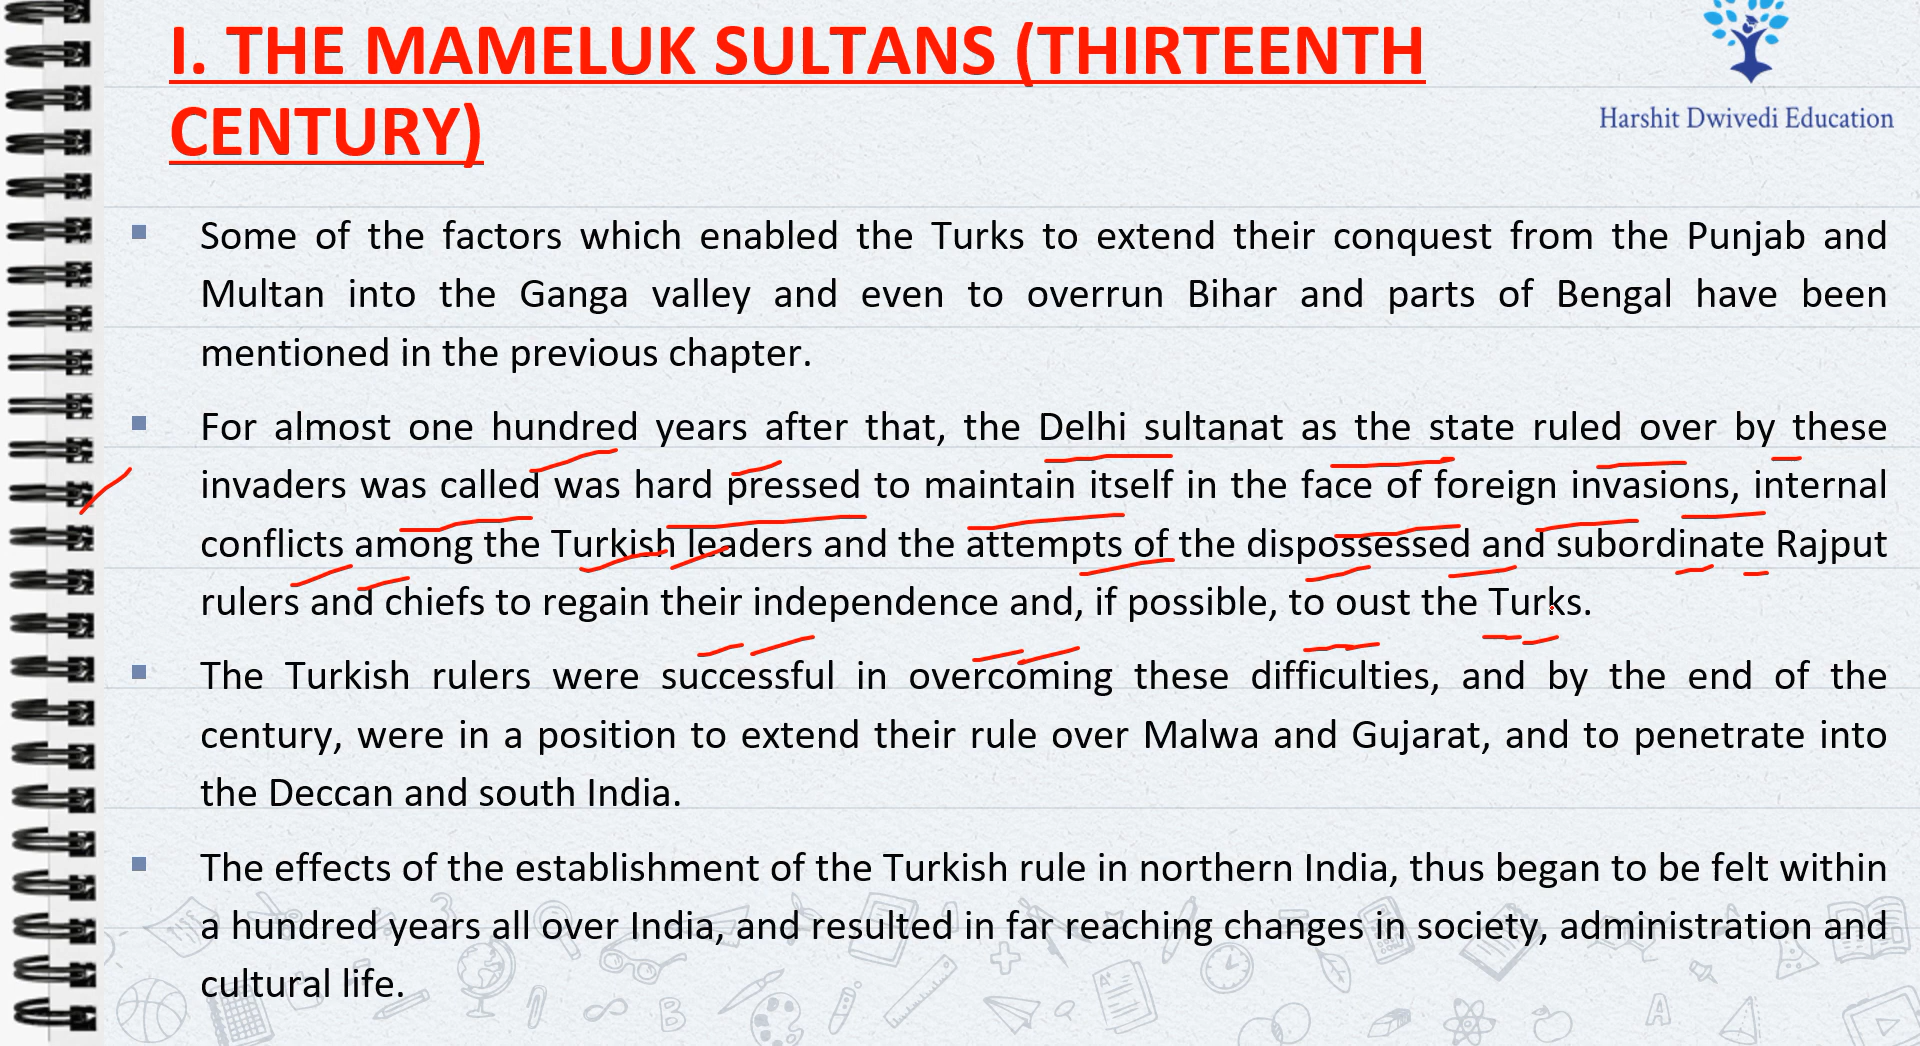 I. THE MAMELUK SULTANS (THIRTEENTH
CENTURY)
Harshit Dwivedi Education
Some of the factors which enabled the Turks to extend their conquest from the Punjab and
Multan into the Ganga valley and even to overrun Bihar and parts of Bengal have been
mentioned in the previous chapter.
For almost one hundred years after that, the Delhi sultanat as the state ruled over by these
invaders was called was hard pressed to maintain itself in the face of foreign invasions, internal
conflicts among the Turkish leaders and the attempts of the dispossessed and subordinate Rajput
rulers and chiefs to regain their independence and, if possible, to oust the Turks.
The Turkish rulers were successful in overcoming these difficulties, and by the end of the
century, were in a position to extend their rule over Malwa and Gujarat, and to penetrate into
the Deccan and south India.
The effects of the establishment of the Turkish rule in northern India, thus began to be felt within
a hundred years all over India, and resulted in far reaching changes in society, administration and
cultural life.